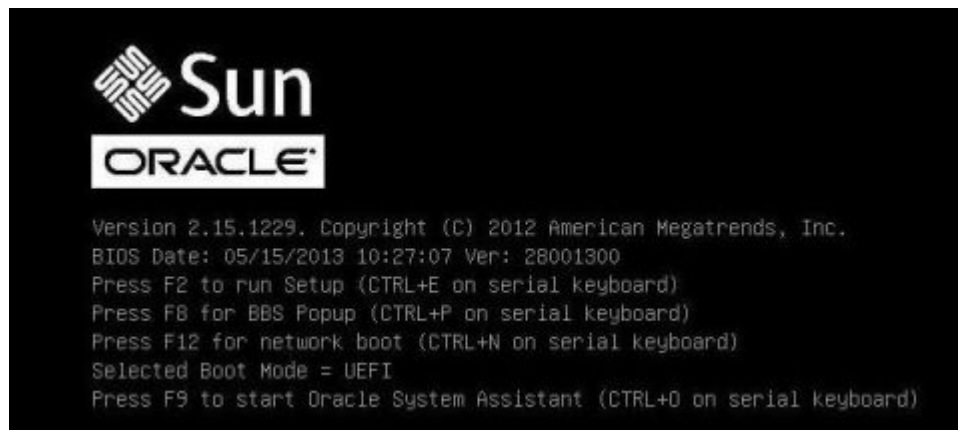 Sun
ORACLE
Version 2.15.1229. Copyright (C) 2012 American Megatrends, Inc.
BIOS Date: 05/15/2013 10:27:07 Ver: 28001300
Press F2 to run Setup (CTRL+E on serial keyboard)
Press F8 for BBS Popup (CTRL+P on serial keyboard)
Press F12 for network boot (CTRL+N on serial keyboard)
Selected Boot Mode = UEFI
Press F9 to start Oracle System Assistant (CTRL+O on serial keyboard)